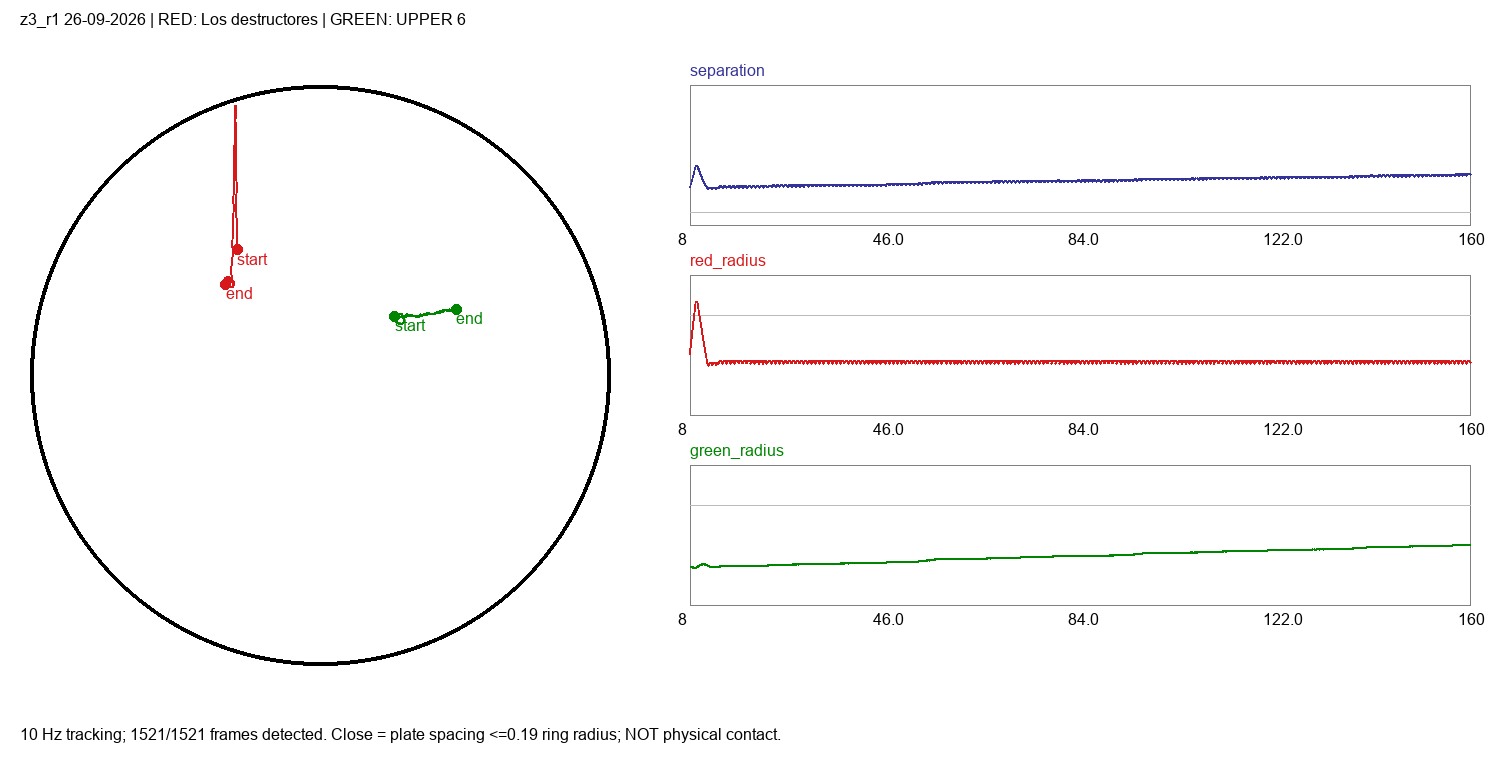 z3_r1 26-09-2026 | RED: Los destructores | GREEN: UPPER 6
start
end
start
end
separation
8 46.0 84.0 122.0 160
red_radius
8 46.0 84.0 122.0 160
green_radius
8 46.0 84.0 122.0 160
10 Hz tracking; 1521/1521 frames detected. Close = plate spacing <=0.19 ring radius; NOT physical contact.